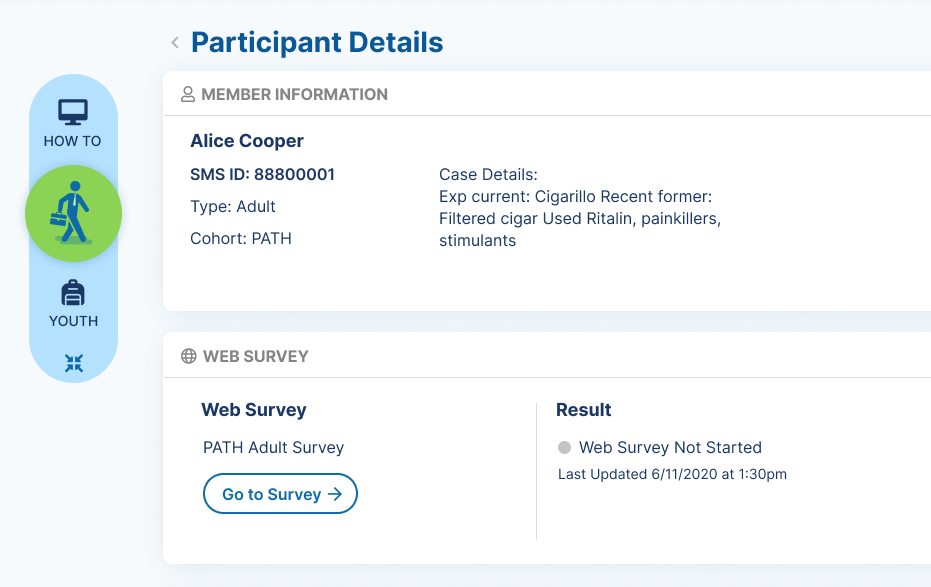 Participant Details
HOW TO
YOUTH
MEMBER INFORMATION
Alice Cooper
SMS ID: 88800001
Type: Adult
Cohort: PATH
Case Details:
Exp current: Cigarillo Recent former:
Filtered cigar Used Ritalin, painkillers,
stimulants
WEB SURVEY
Web Survey
PATH Adult Survey
Go to Survey
Result
Web Survey Not Started
Last Updated 6/11/2020 at 1:30pm